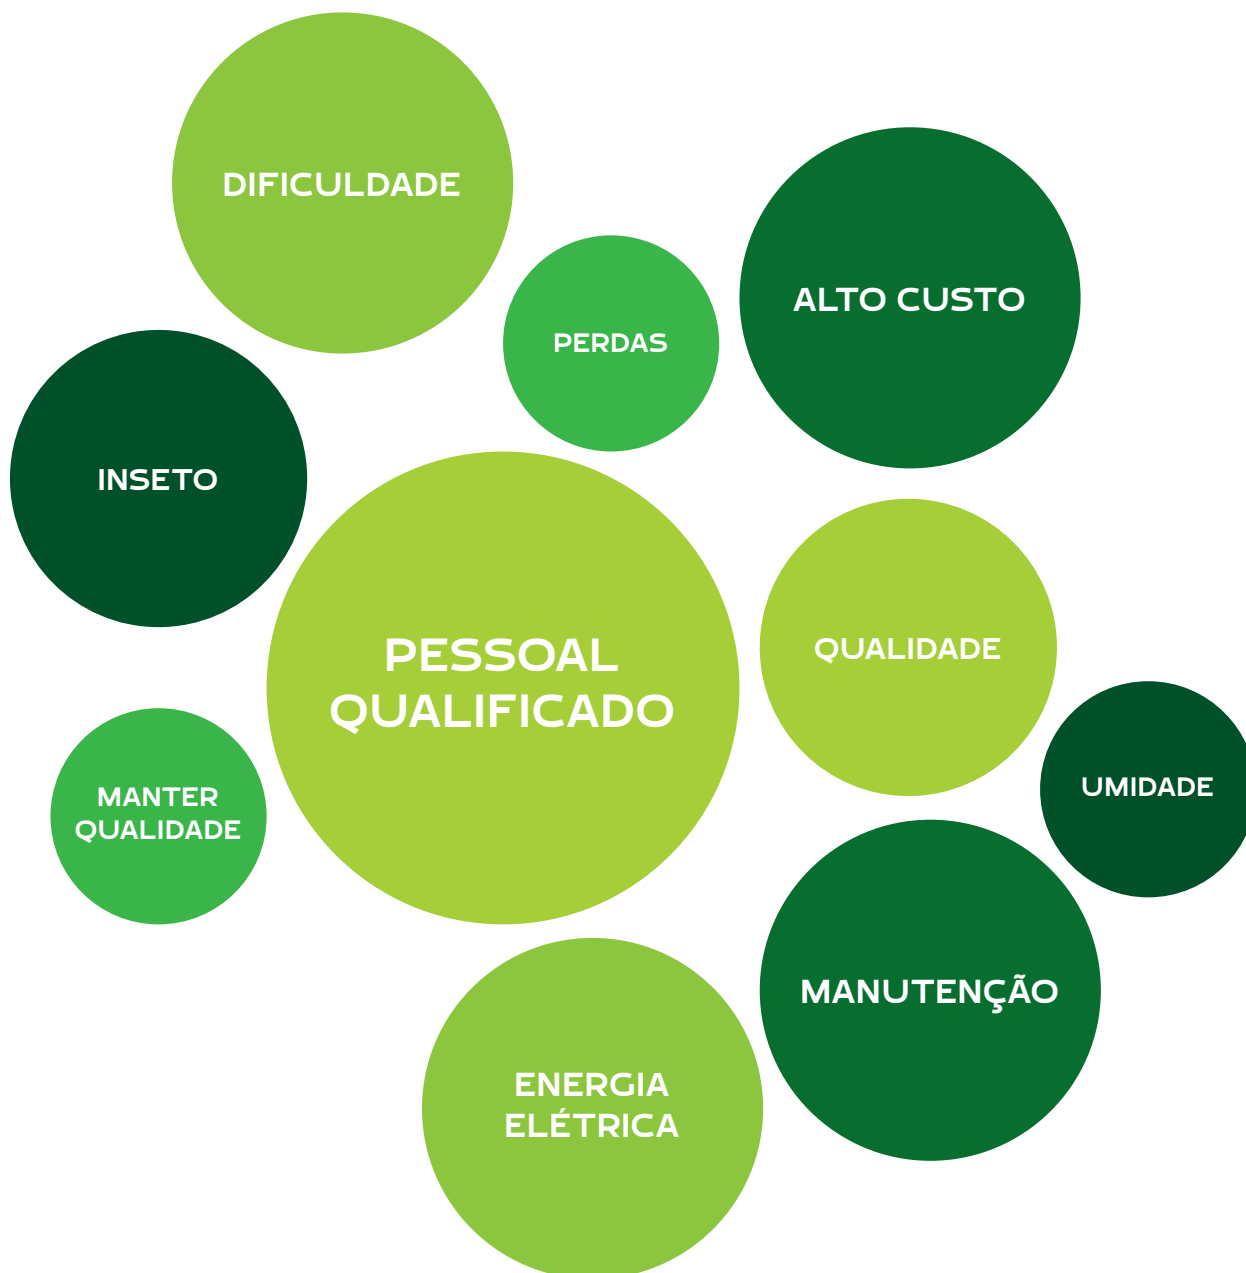 DIFICULDADE
ALTO CUSTO
PERDAS
INSETO
PESSOAL
QUALIFICADO
QUALIDADE
UMIDADE
MANTER
QUALIDADE
MANUTENÇÃO
ENERGIA
ELÉTRICA